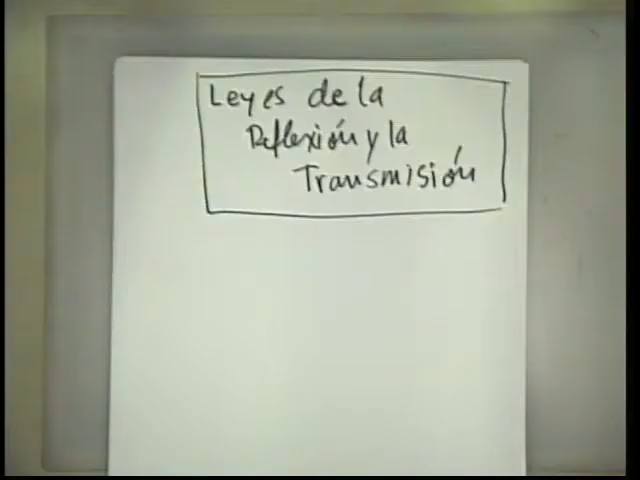 Leyes de la
Reflexión y la
Transmisión